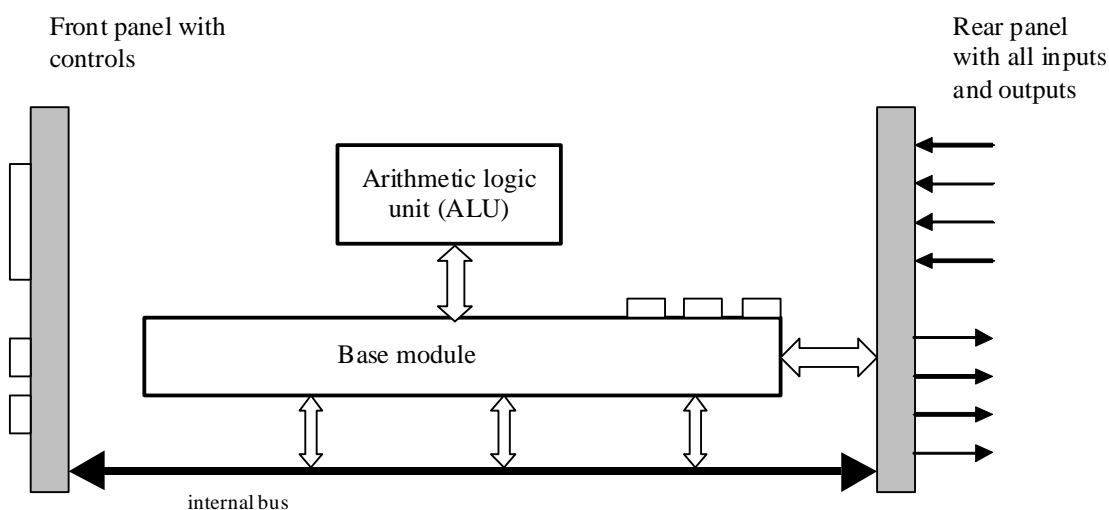 Front panel with
controls
Rear panel
with all inputs
and outputs
Arithmetic logic
unit (ALU)
Base module
internal bus